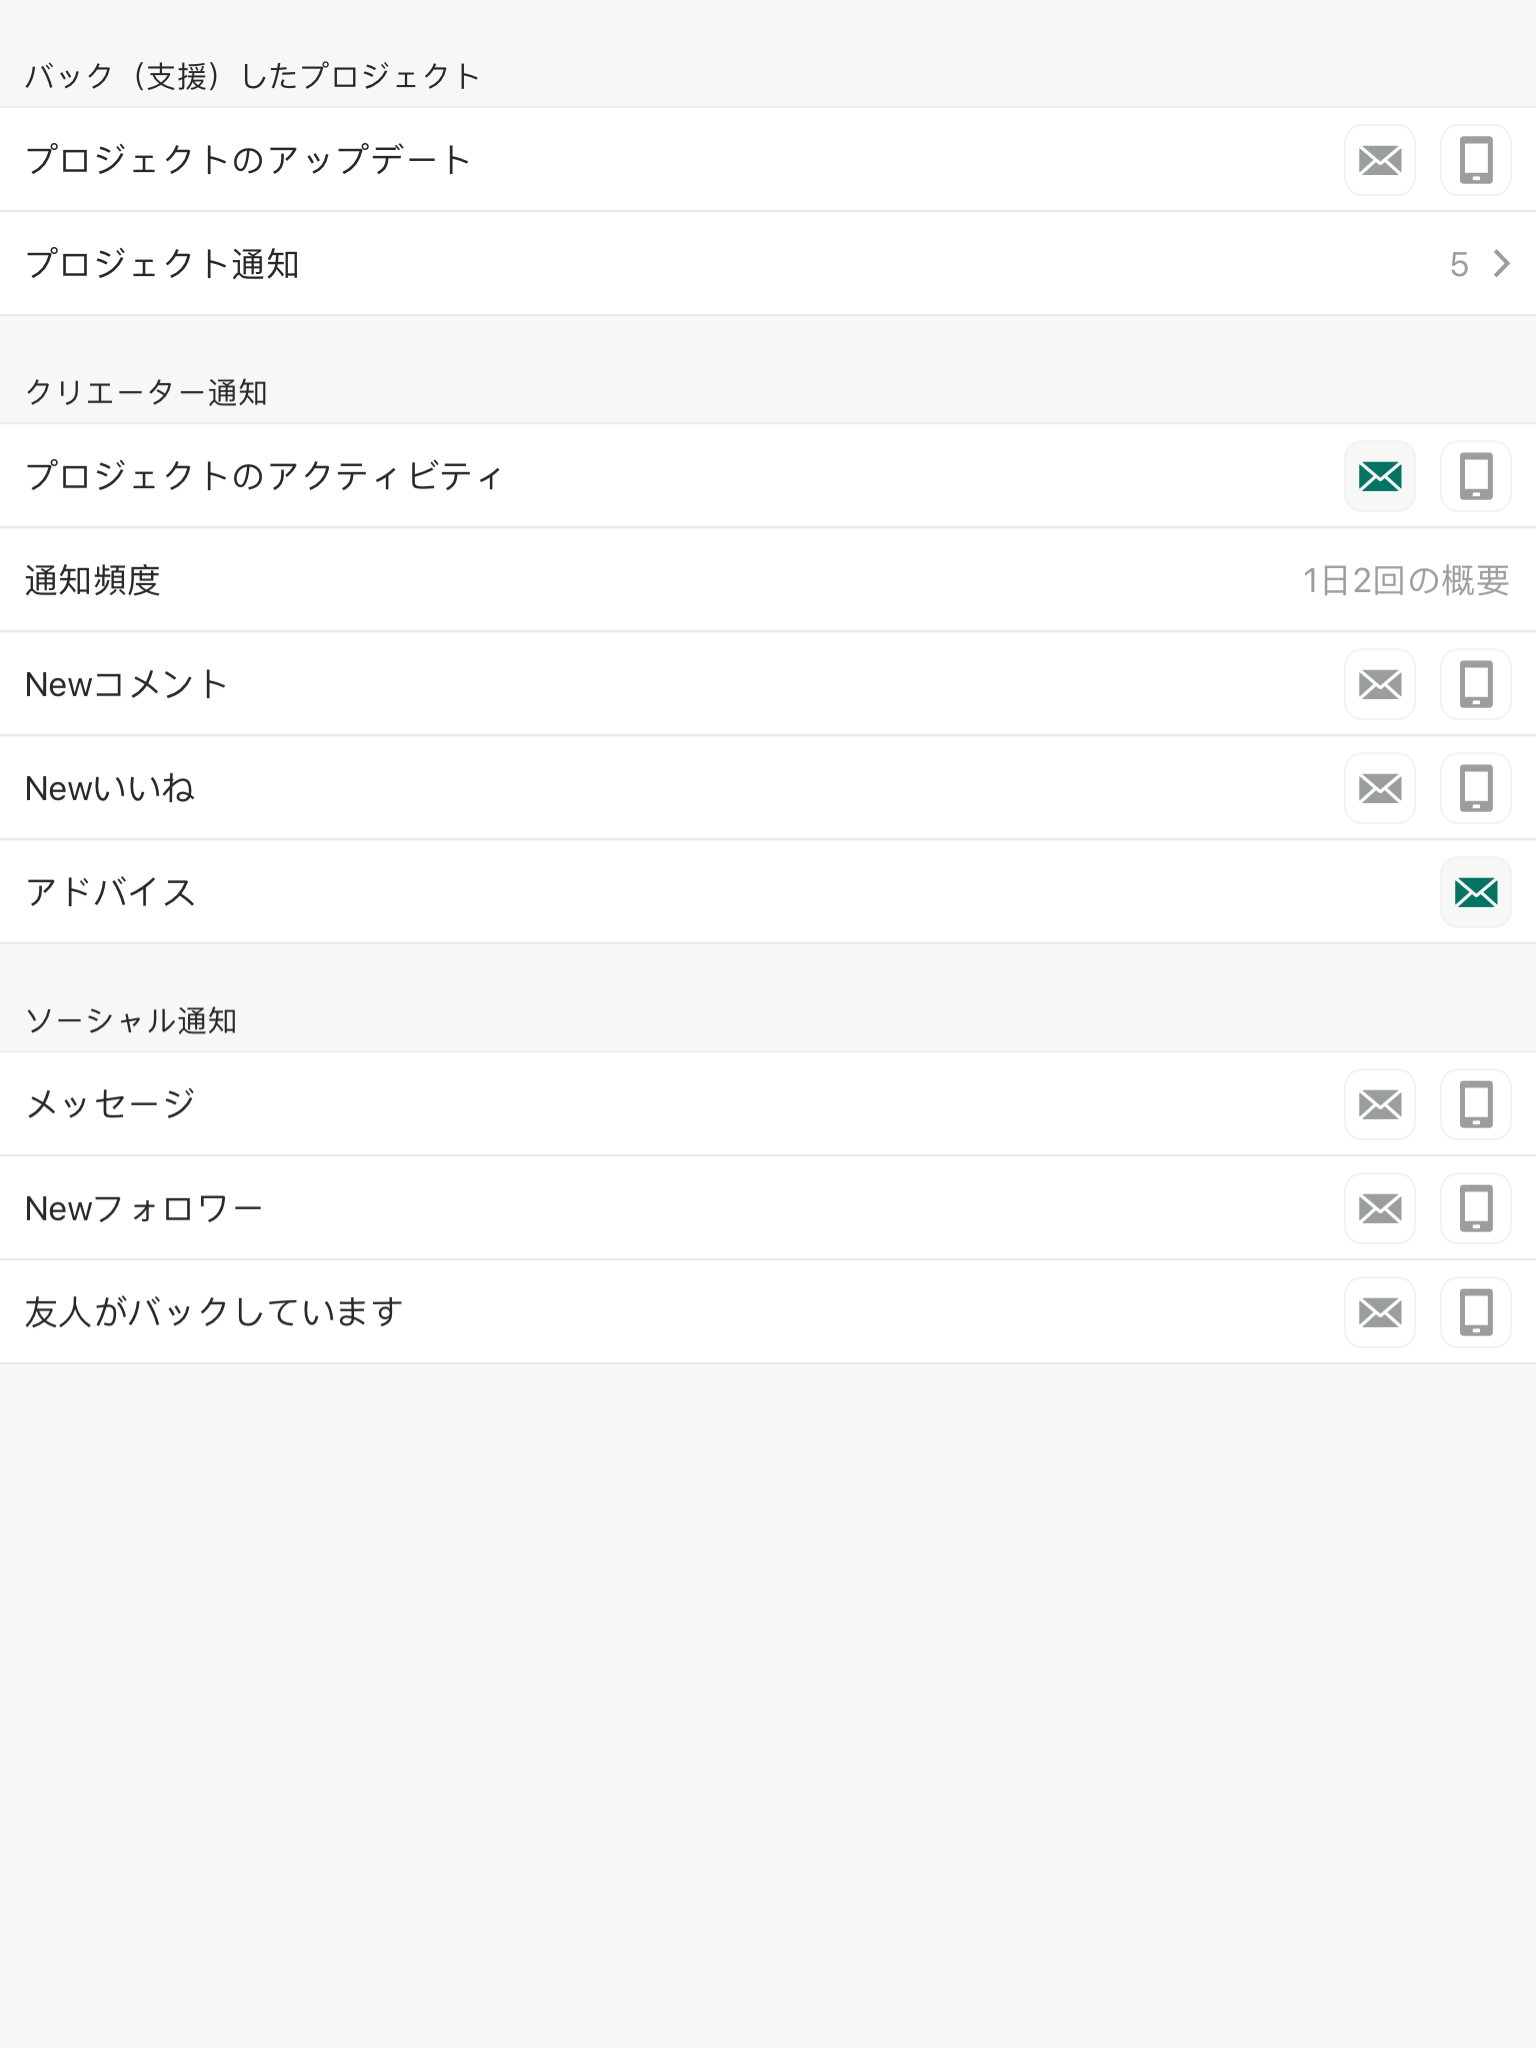 バック（支援）したプロジェクト
プロジェクトのアップデート
プロジェクト通知 5
クリエーター通知
プロジェクトのアクティビティ
通知頻度 1日2回の概要
Newコメント
Newいいね
アドバイス
ソーシャル通知
メッセージ
Newフォロワー
友人がバックしています